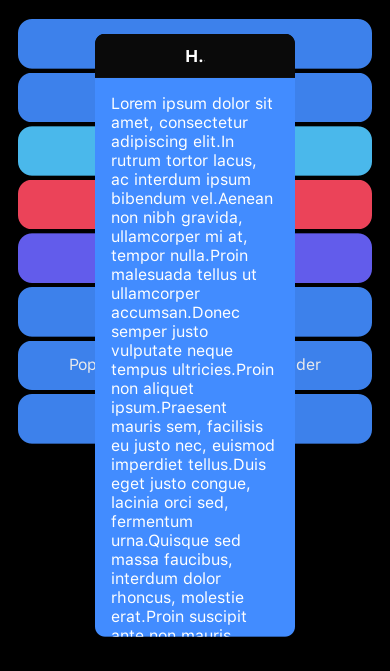 H.
Lorem ipsum dolor sit
amet, consectetur
adipiscing elit.In
rutrum tortor lacus,
ac interdum ipsum
bibendum vel.Aenean
non nibh gravida,
ullamcorper mi at,
tempor nulla.Proin
malesuada tellus ut
ullamcorper
accumsan.Donec
semper justo
vulputate neque
tempus ultricies.Proin
non aliquet
ipsum.Praesent
mauris sem, facilisis
eu justo nec, euismod
imperdiet tellus.Duis
eget justo congue,
lacinia orci sed,
fermentum
urna.Quisque sed
massa faucibus,
interdum dolor
rhoncus, molestie
erat.Proin suscipit
ante non mauris
Pop
der